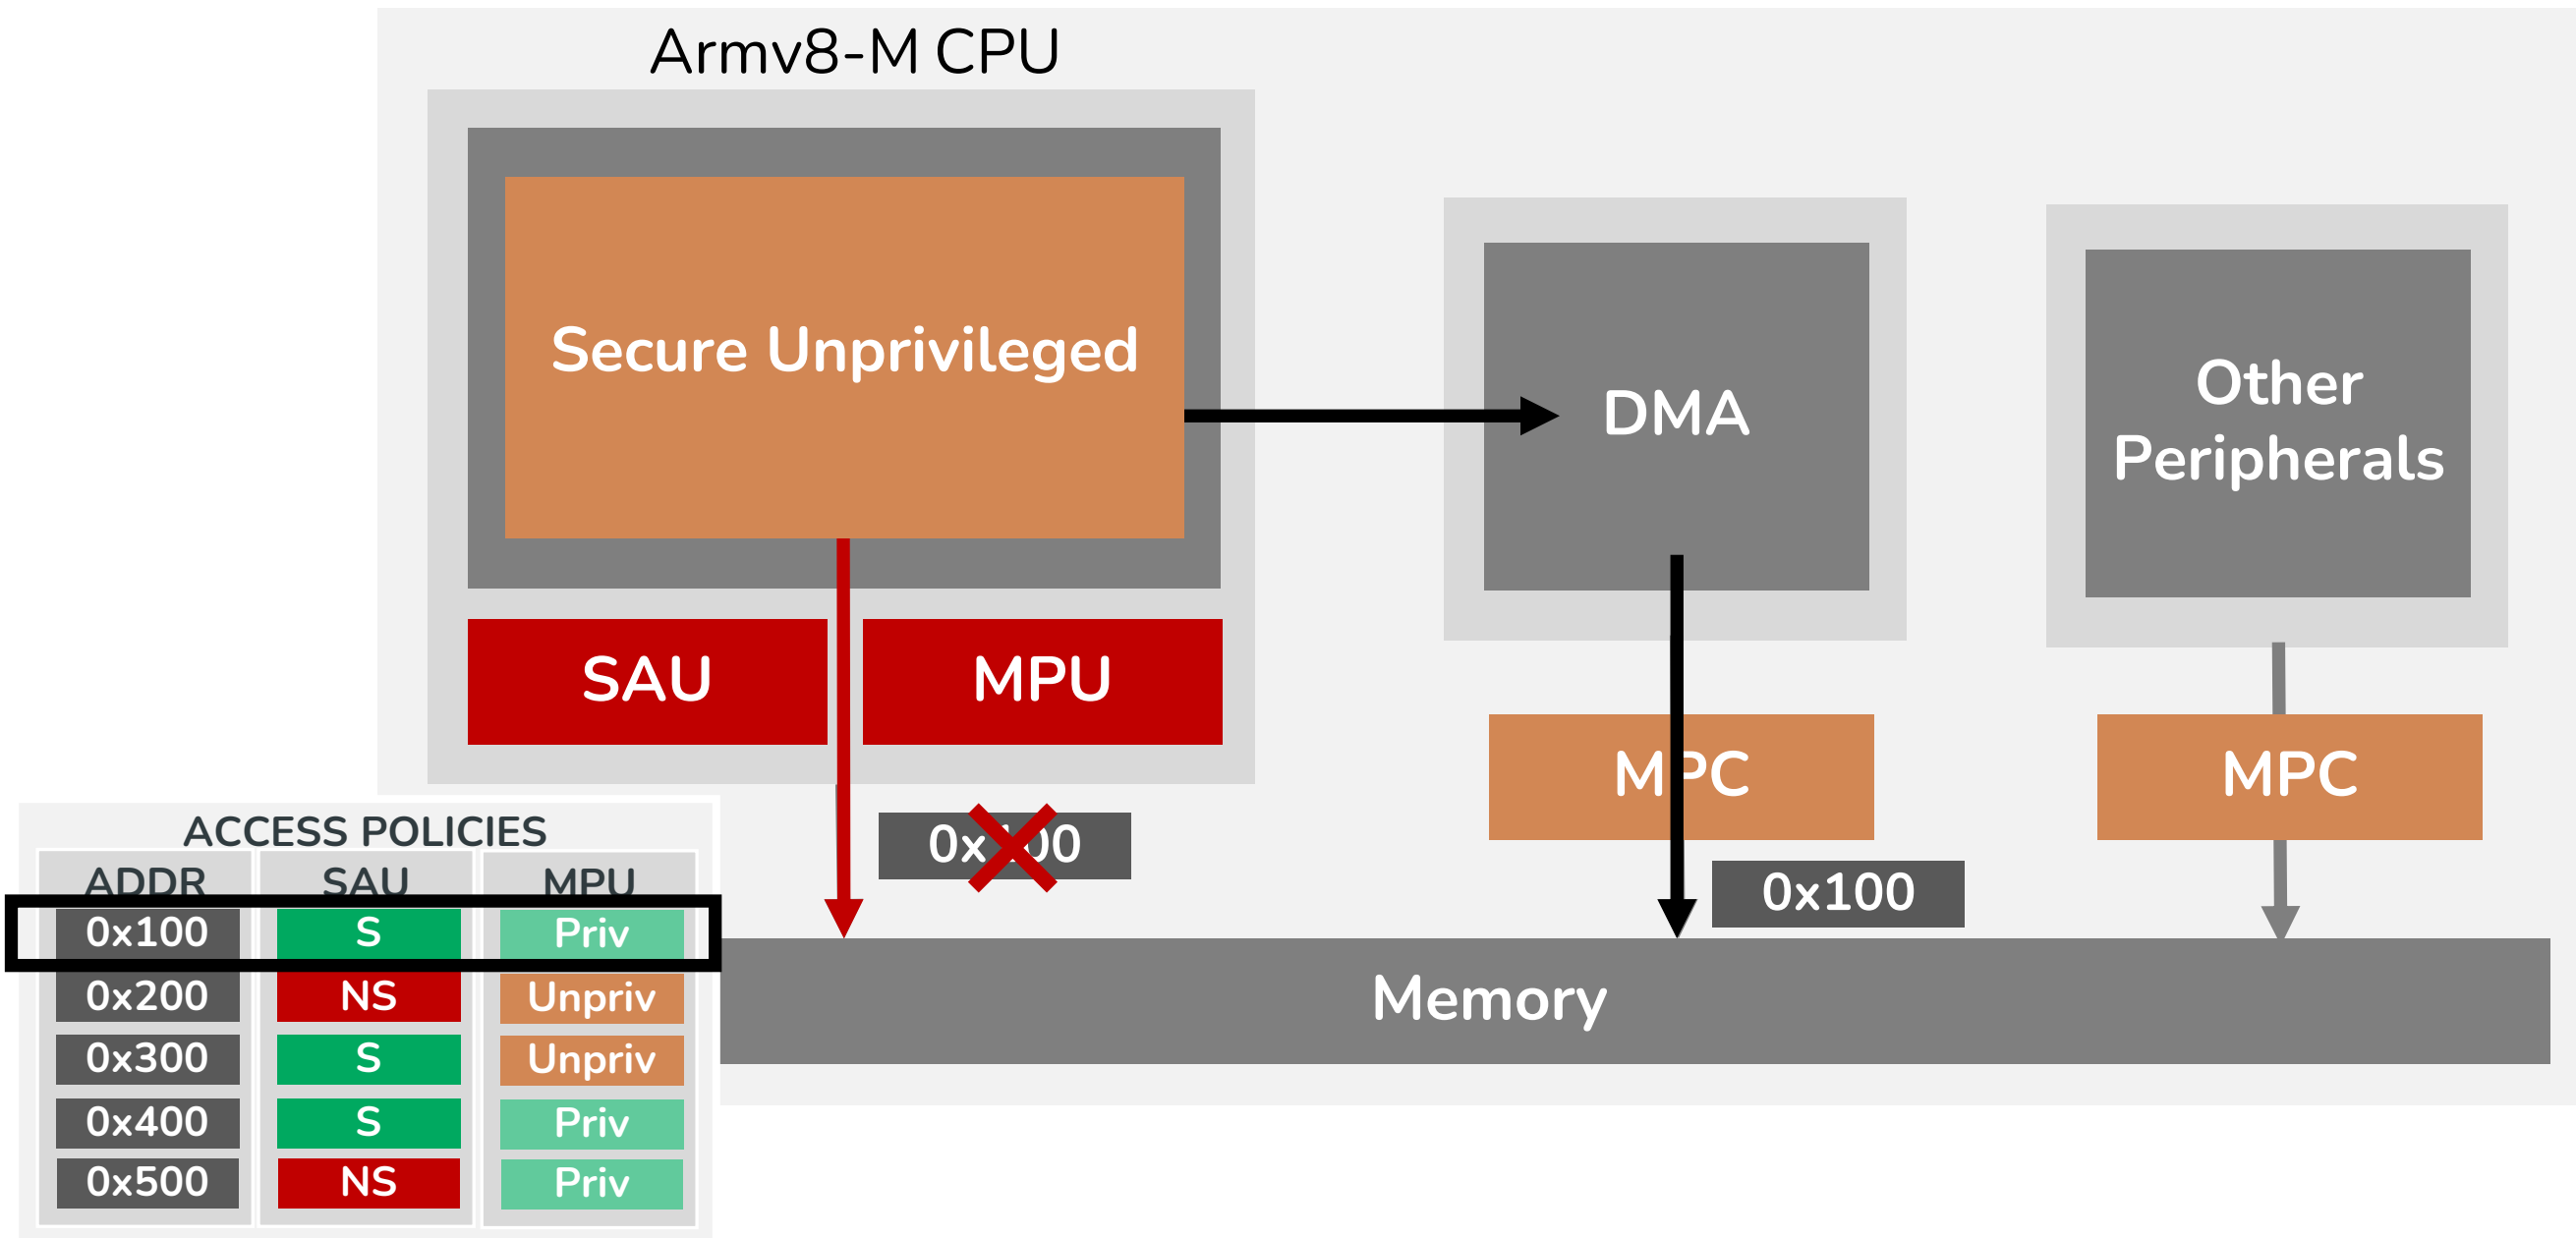 Armv8-M CPU
Secure Unprivileged
DMA
Other
Peripherals
SAU
MPU
MPC
MPC
0x100
0x100
Memory
ACCESS POLICIES
ADDR SAU MPU
0x100 S Priv
0x200 NS Unpriv
0x300 S Unpriv
0x400 S Priv
0x500 NS Priv